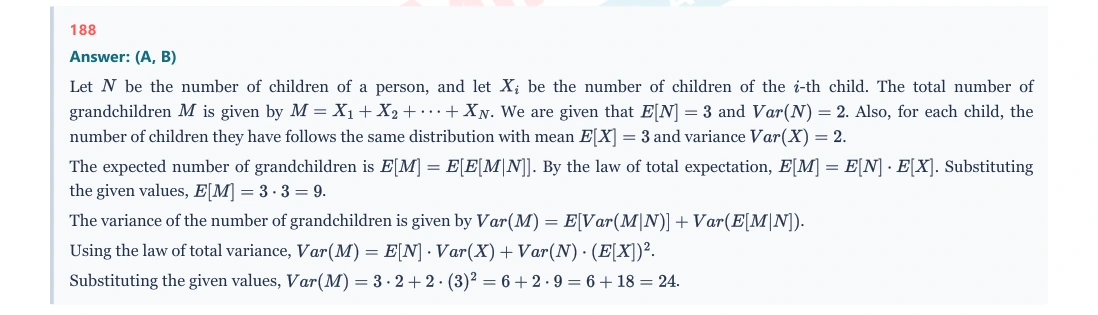 188
Answer: (A, B)
Let N be the number of children of a person, and let Xᵢ be the number of children of the i-th child. The total number of
grandchildren M is given by M = X₁ + X₂ + ⋯ + X_N. We are given that E[N] = 3 and Var(N) = 2. Also, for each child, the
number of children they have follows the same distribution with mean E[X] = 3 and variance Var(X) = 2.
The expected number of grandchildren is E[M] = E[E[M|N]]. By the law of total expectation, E[M] = E[N] · E[X]. Substituting
the given values, E[M] = 3 · 3 = 9.
The variance of the number of grandchildren is given by Var(M) = E[Var(M|N)] + Var(E[M|N]).
Using the law of total variance, Var(M) = E[N] · Var(X) + Var(N) · (E[X])².
Substituting the given values, Var(M) = 3 · 2 + 2 · (3)² = 6 + 2 · 9 = 6 + 18 = 24.